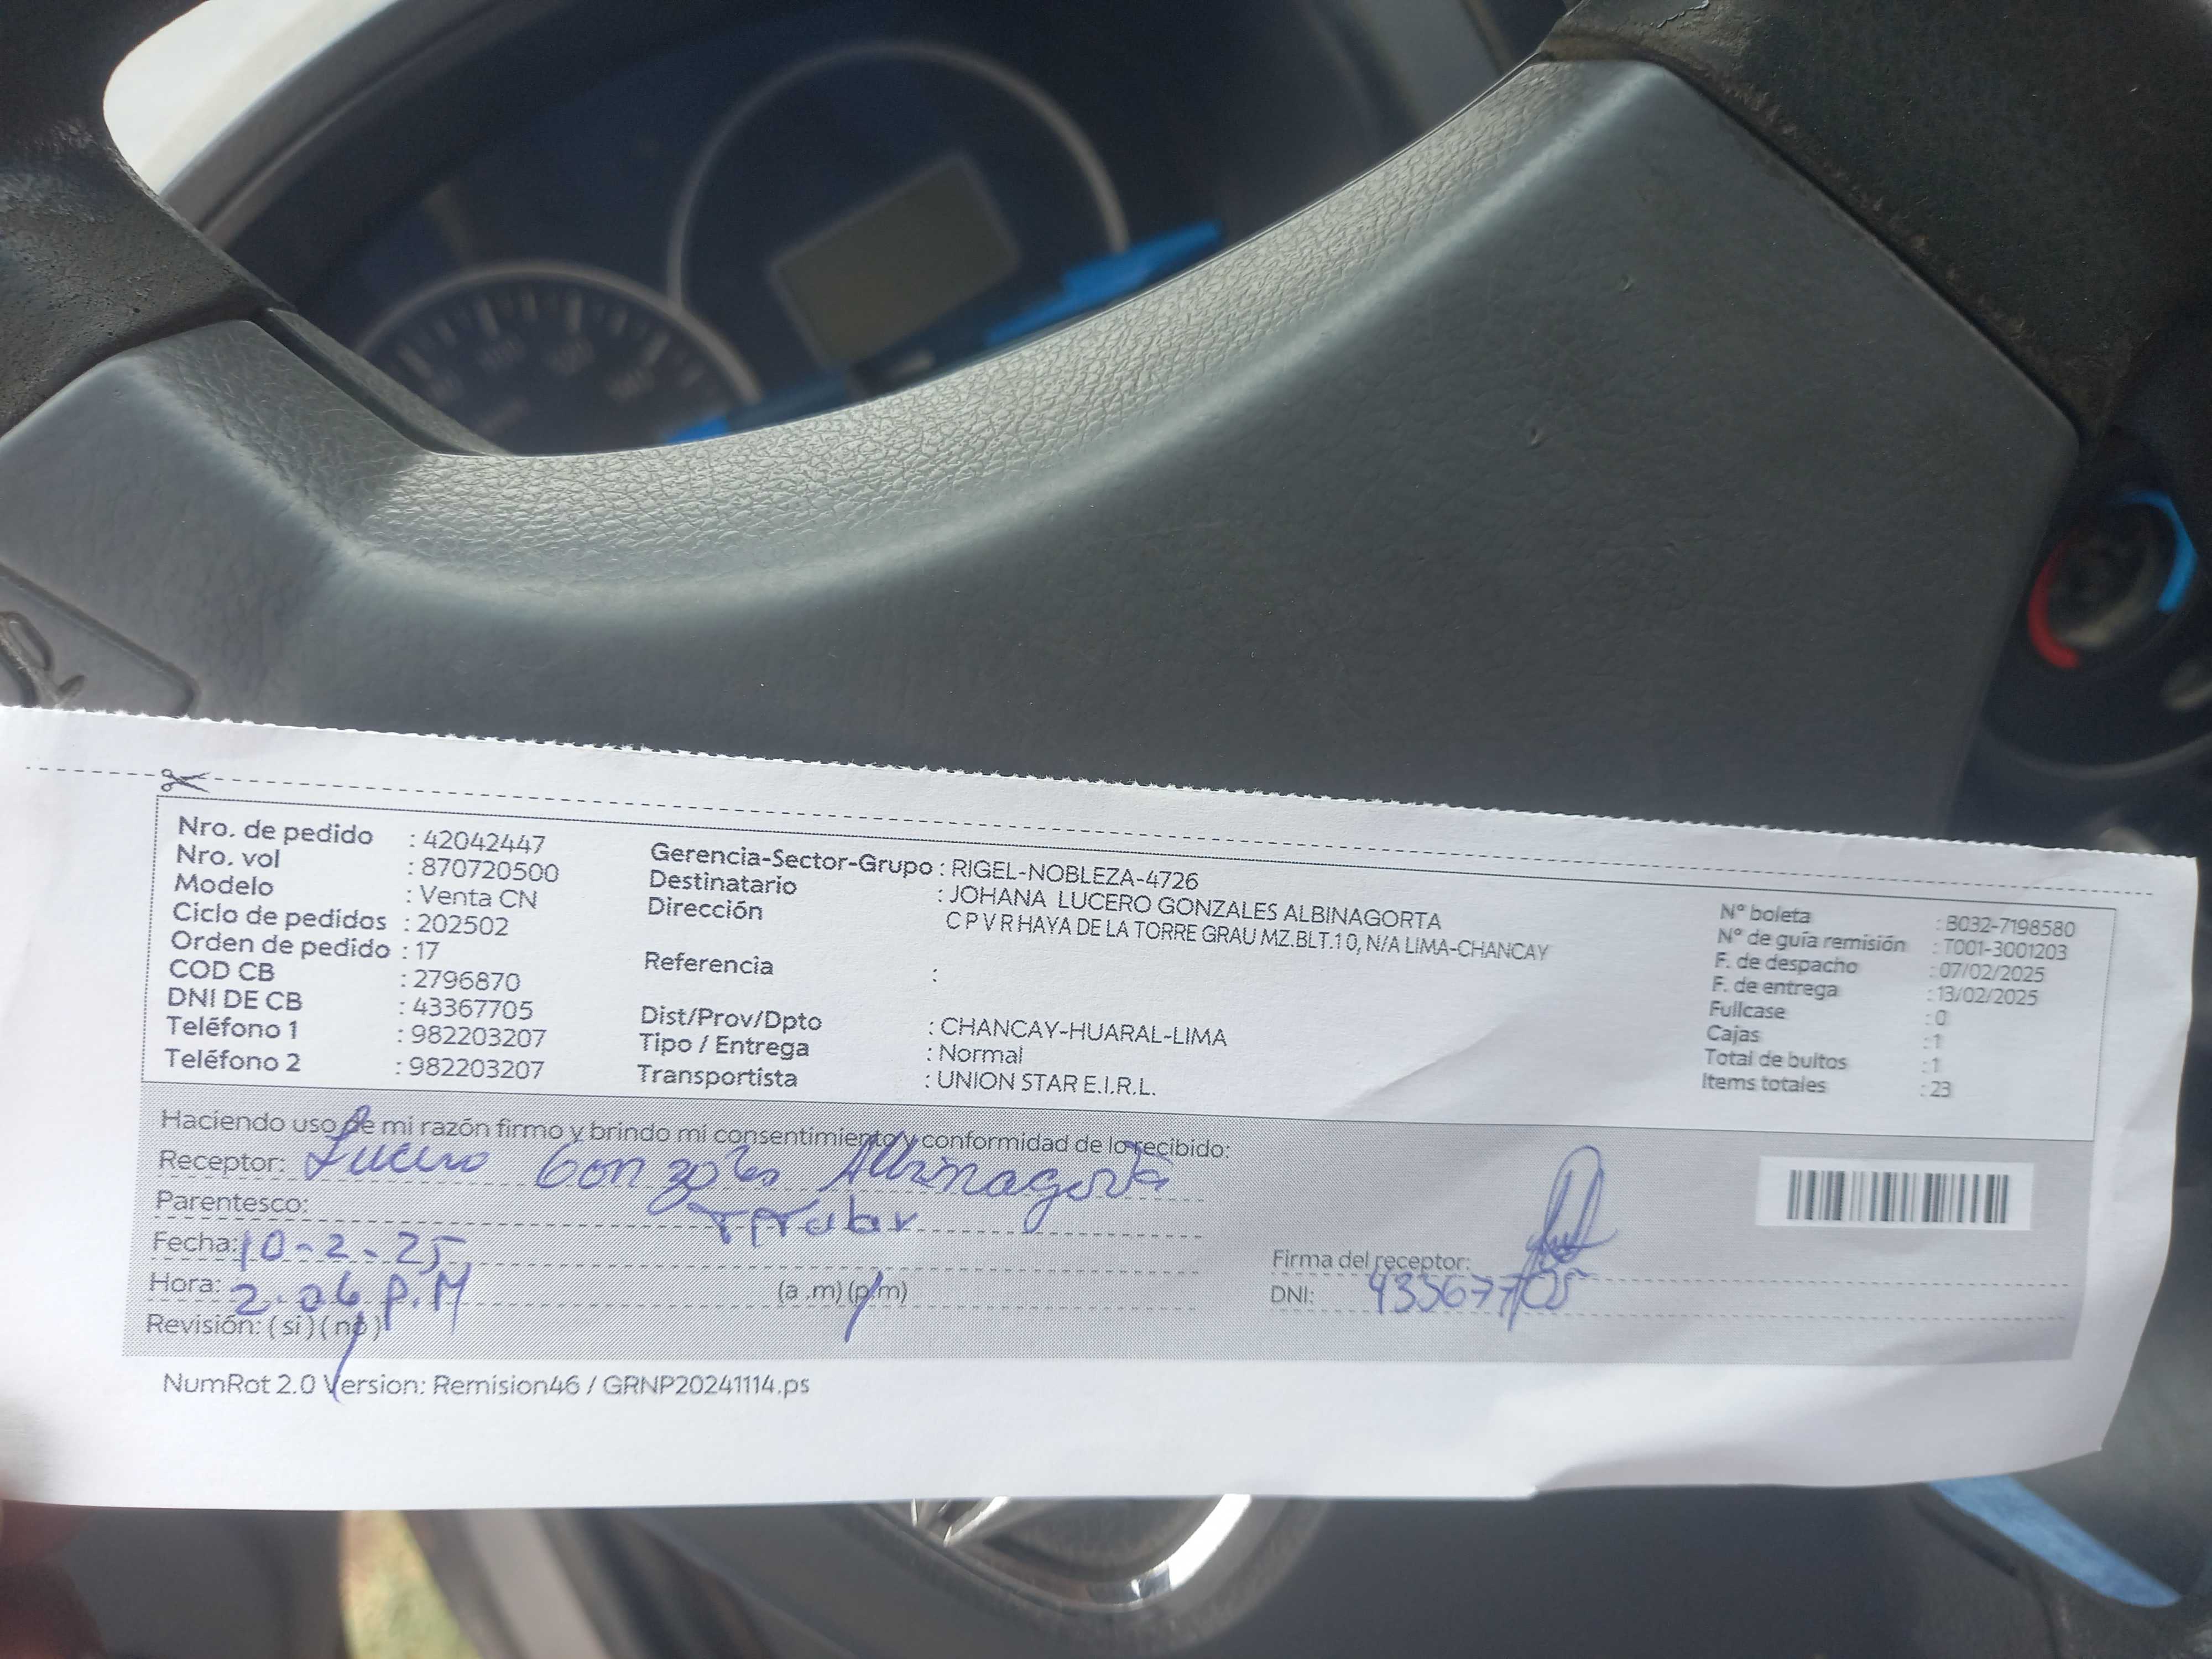 Nro. de pedido : 42042447
Nro. vol : 870720500
Modelo : Venta CN
Ciclo de pedidos : 202502
Orden de pedido : 17
COD CB : 2796870
DNI DE CB : 43367705
Teléfono 1 : 982203207
Teléfono 2 : 982203207
Gerencia-Sector-Grupo : RIGEL-NOBLEZA-4726
Destinatario : JOHANA LUCERO GONZALES ALBINAGORTA
Dirección C P V R HAYA DE LA TORRE GRAU MZ.BLT.1 0, N/A LIMA-CHANCAY
Referencia :
Dist/Prov/Dpto : CHANCAY-HUARAL-LIMA
Tipo / Entrega : Normal
Transportista : UNION STAR E.I.R.L.
N° boleta : B032-7198580
N° de guía remisión : T001-3001203
F. de despacho : 07/02/2025
F. de entrega : 13/02/2025
Fullcase : 0
Cajas : 1
Total de bultos : 1
Items totales : 23
Haciendo uso de mi razón firmo y brindo mi consentimiento y conformidad de lo recibido:
Receptor: Lucero Gonzales Albinagorta
Parentesco: Titular
Fecha: 10-2-25
Hora: 2.06 P.M (a .m) (p.m)
Revisión: ( si ) ( no )
Firma del receptor:
DNI: 43367705
NumRot 2.0 Version: Remision46 / GRNP20241114.ps